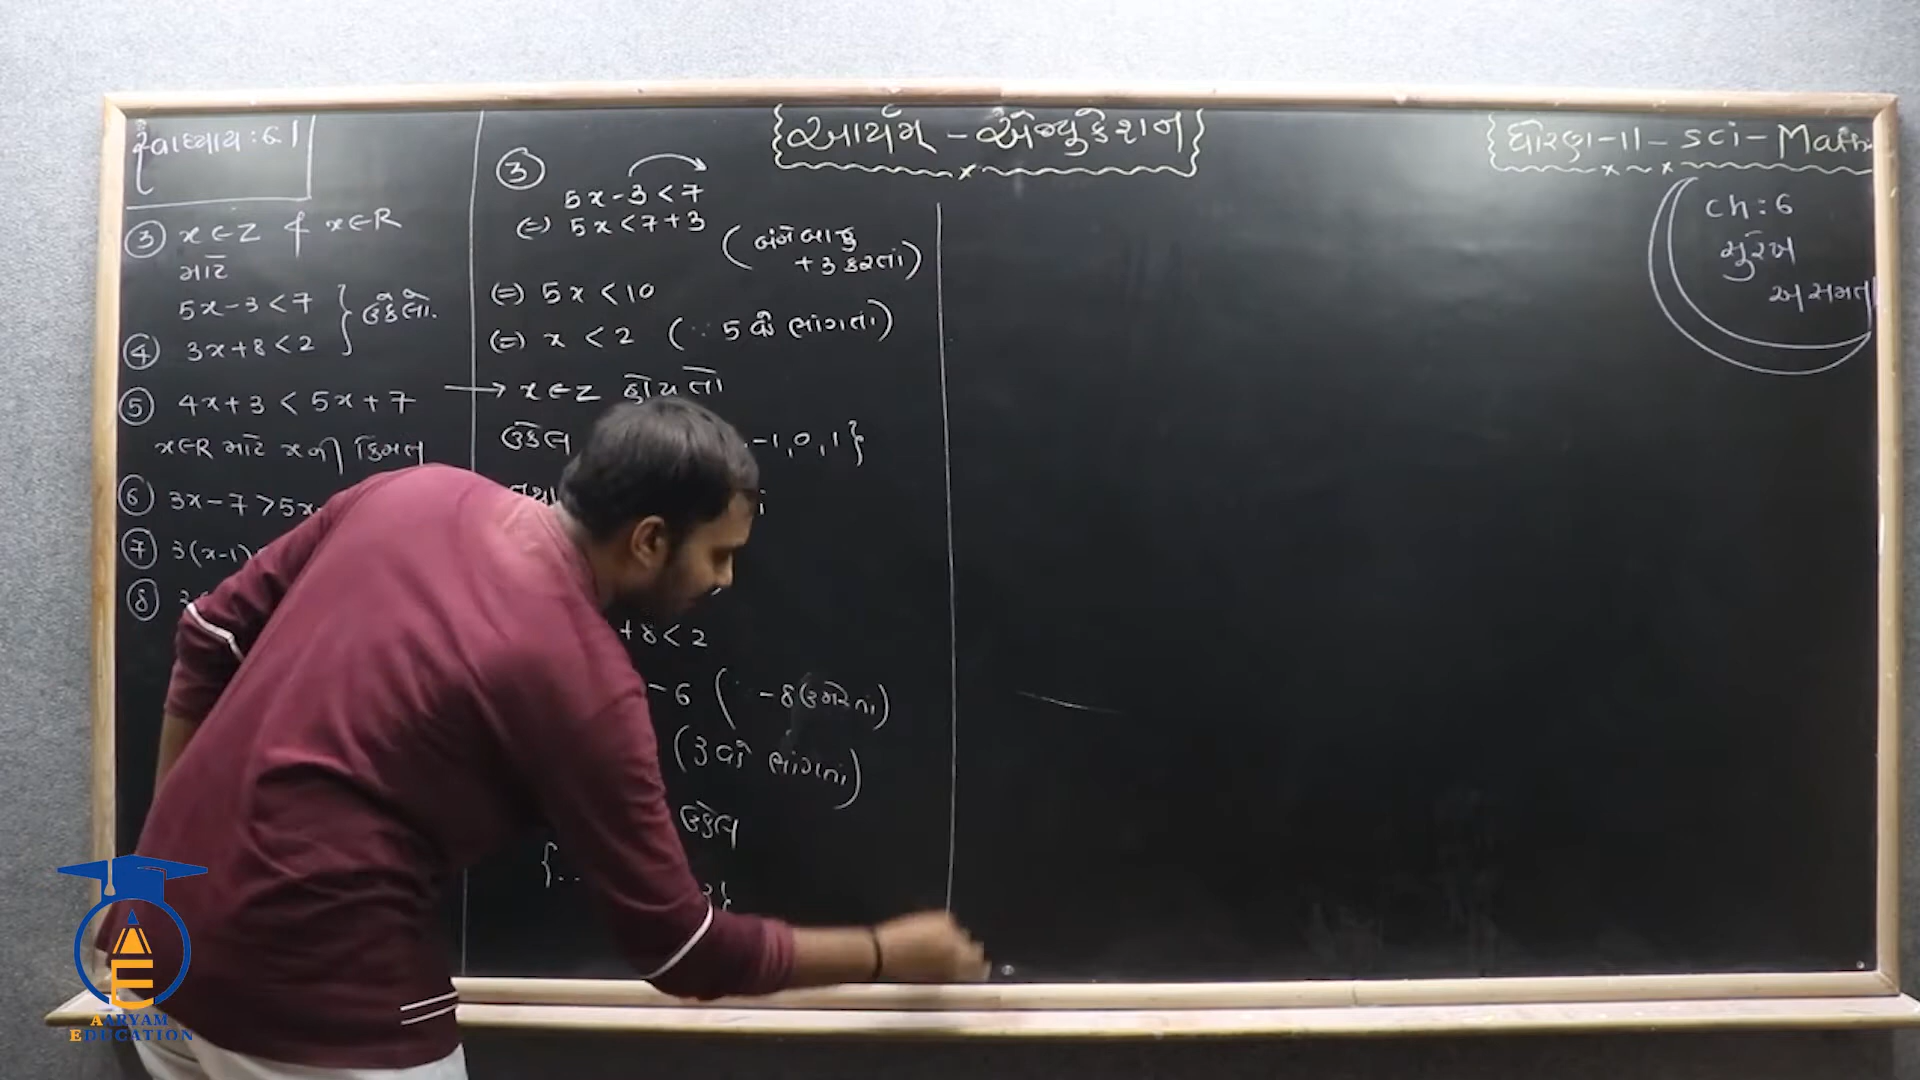 સ્વાધ્યાય : 6.1
③ x∈Z & x∈R
માટે
5x-3<7 } ઉકેલો.
④ 3x+8<2
⑤ 4x+3 < 5x+7
x∈R માટે x ની કિંમત
⑥ 3x-7>5x
⑦ 3(x-1)
⑧
③
5x-3<7
(=) 5x<7+3
(બંને બાજુ
+3 કરતાં)
(=) 5x<10
(=) x < 2 (∵ 5 વડે ભાગતા)
→ x∈Z હોય તો
ઉકેલ -1,0,1}
+8<2
-6 (∵ -8 ઉમેરતાં)
(3 વડે ભાગતાં)
ઉકેલ
{..
{આર્યમ્ - એજ્યુકેશન}
{ધોરણ-11-sci-Maths
ch:6
સુરેખ
અસમતા
AARYAM
EDUCATION